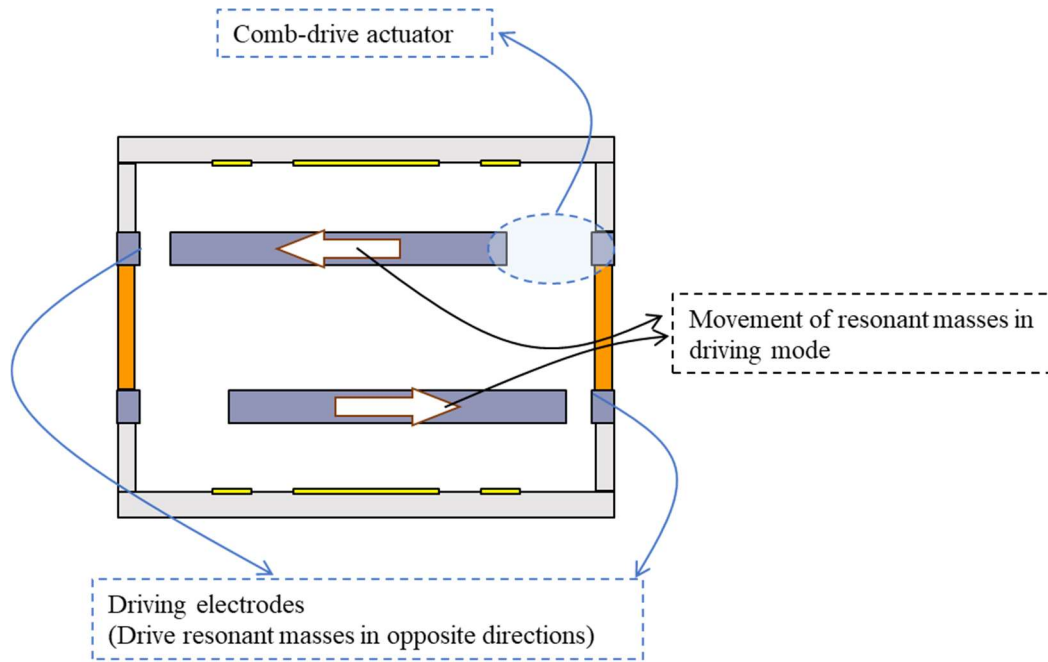 Comb-drive actuator
Movement of resonant masses in
driving mode
Driving electrodes
(Drive resonant masses in opposite directions)